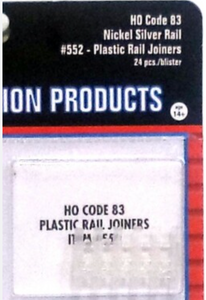 HO Code 83
Nickel Silver Rail
#552 - Plastic Rail Joiners
24 pcs./blister
ION PRODUCTS
age
14+
HO CODE 83
PLASTIC RAIL JOINERS